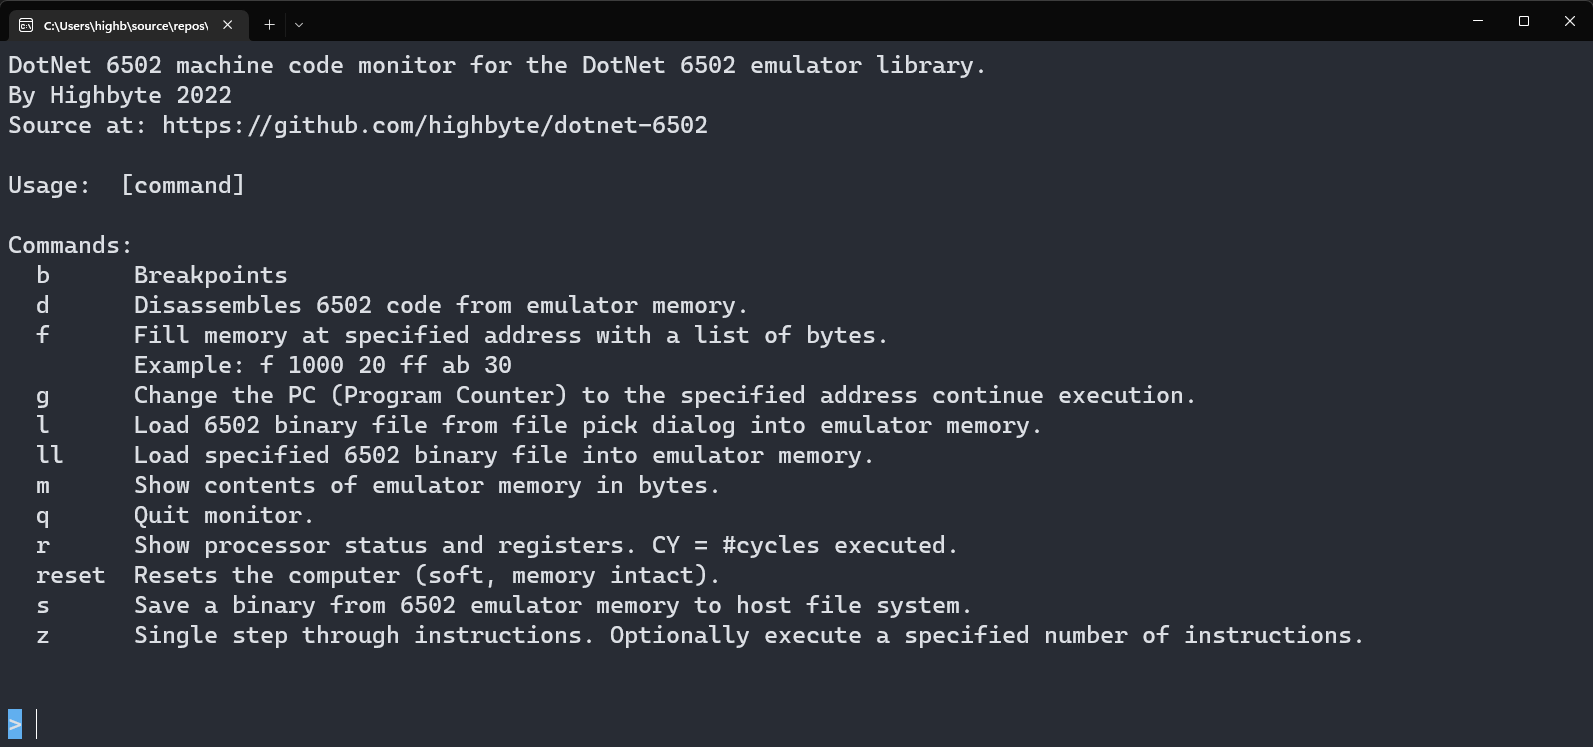 C:\Users\highb\source\repos\
DotNet 6502 machine code monitor for the DotNet 6502 emulator library.
By Highbyte 2022
Source at: https://github.com/highbyte/dotnet-6502
Usage:  [command]
Commands:
  b      Breakpoints
  d      Disassembles 6502 code from emulator memory.
  f      Fill memory at specified address with a list of bytes.
         Example: f 1000 20 ff ab 30
  g      Change the PC (Program Counter) to the specified address continue execution.
  l      Load 6502 binary file from file pick dialog into emulator memory.
  ll     Load specified 6502 binary file into emulator memory.
  m      Show contents of emulator memory in bytes.
  q      Quit monitor.
  r      Show processor status and registers. CY = #cycles executed.
  reset  Resets the computer (soft, memory intact).
  s      Save a binary from 6502 emulator memory to host file system.
  z      Single step through instructions. Optionally execute a specified number of instructions.
>